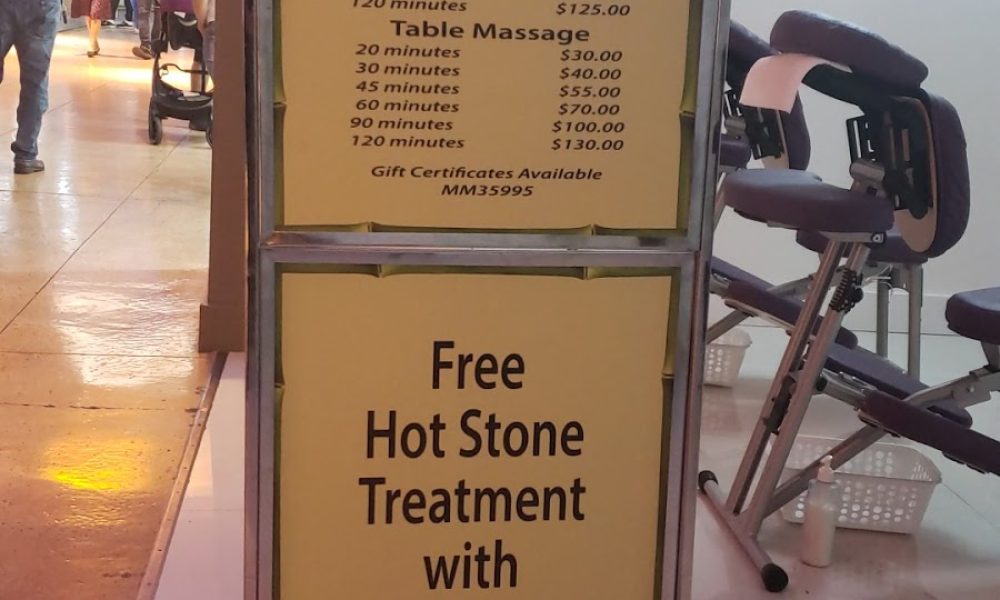 120 minutes $125.00
Table Massage
20 minutes $30.00
30 minutes $40.00
45 minutes $55.00
60 minutes $70.00
90 minutes $100.00
120 minutes $130.00
Gift Certificates Available
MM35995
Free
Hot Stone
Treatment
with